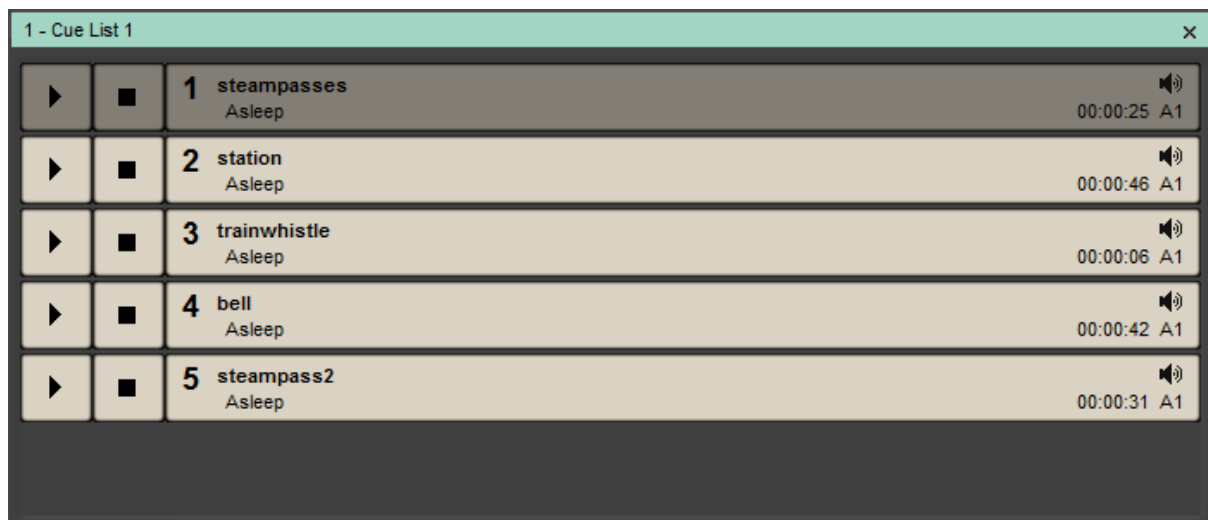 1 - Cue List 1
1 steampasses
Asleep 00:00:25 A1
2 station
Asleep 00:00:46 A1
3 trainwhistle
Asleep 00:00:06 A1
4 bell
Asleep 00:00:42 A1
5 steampass2
Asleep 00:00:31 A1